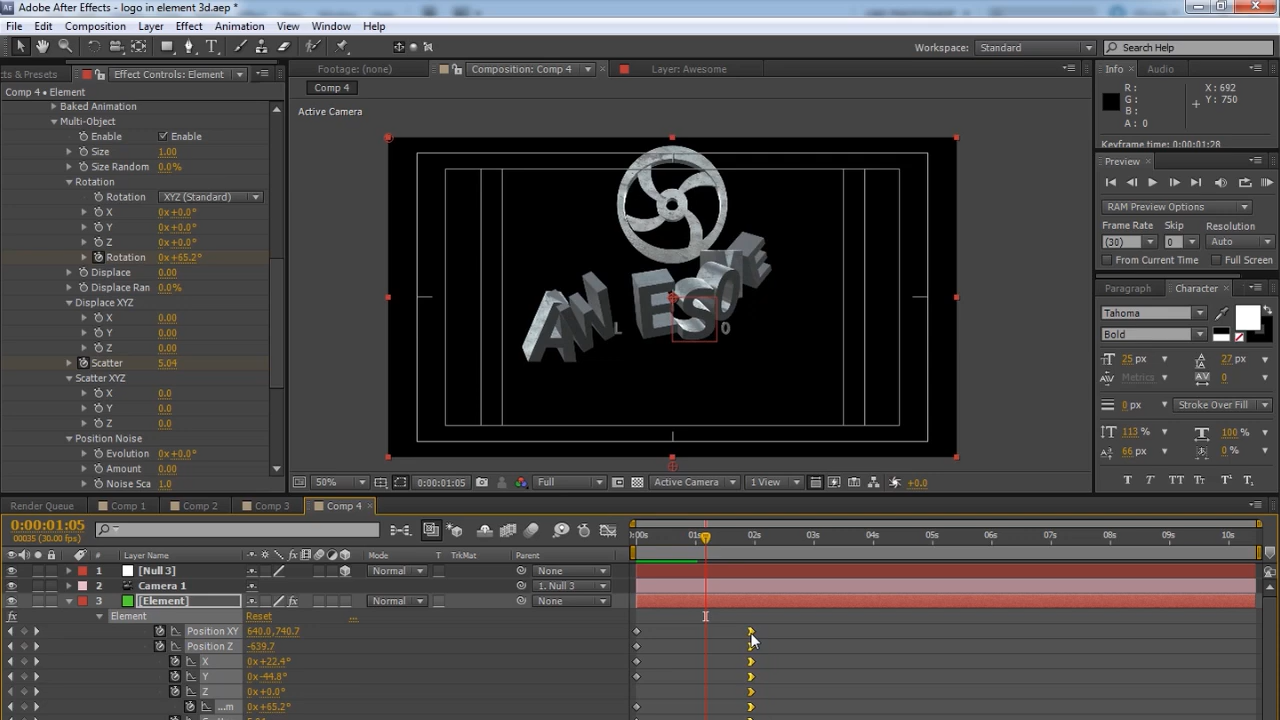 Adobe After Effects - logo in element 3d.aep *
File Edit Composition Layer Effect Animation View Window Help
Workspace: Standard Search Help
ts & Presets Effect Controls: Element
Footage: (none) Composition: Comp 4 Layer: Awesome
Info Audio
Comp 4 • Element
Comp 4
Active Camera
R: X: 692
G: Y: 750
B:
A: 0
Keyframe time: 0:00:01:28
Baked Animation
Multi-Object
Enable Enable
Size 1.00
Size Random 0.0%
Rotation
Rotation XYZ (Standard)
X 0x+0.0°
Y 0x+0.0°
Z 0x+0.0°
Rotation 0x+65.2°
Displace 0.00
Displace Ran 0.0%
Displace XYZ
X 0.00
Y 0.00
Z 0.00
Scatter 5.04
Scatter XYZ
X 0.0
Y 0.0
Z 0.0
Position Noise
Evolution 0x+0.0°
Amount 0.00
Noise Sca 1.0
AWESOME
L O
Preview
RAM Preview Options
Frame Rate Skip Resolution
(30) 0 Auto
From Current Time Full Screen
Paragraph Character
Tahoma
Bold
25 px 27 px
Metrics 0
0 px Stroke Over Fill
113 % 100 %
66 px 0 %
T T TT Tr T¹ T₁
50% 0:00:01:05 Full Active Camera 1 View +0.0
Render Queue Comp 1 Comp 2 Comp 3 Comp 4
0:00:01:05
00035 (30.00 fps)
:00s 01s 02s 03s 04s 05s 06s 07s 08s 09s 10s
# Layer Name Mode T TrkMat Parent
1 [Null 3] Normal None
2 Camera 1 1. Null 3
3 [Element] Normal None
fx Element Reset ...
Position XY 640.0,740.7
Position Z -639.7
X 0x+22.4°
Y 0x-44.8°
Z 0x+0.0°
...m 0x+65.2°